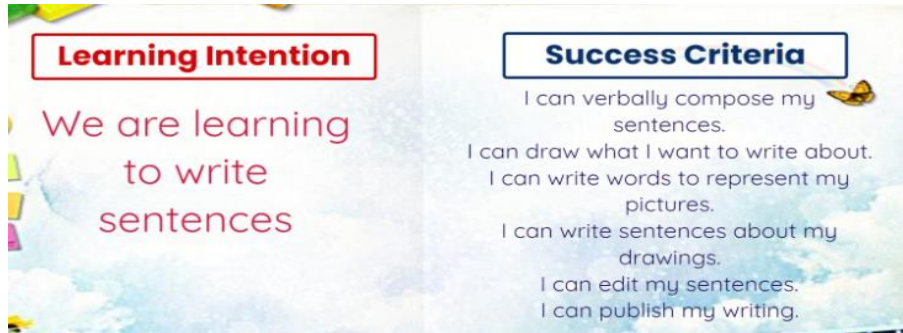 Learning Intention
We are learning
to write
sentences
Success Criteria
I can verbally compose my
sentences.
I can draw what I want to write about.
I can write words to represent my
pictures.
I can write sentences about my
drawings.
I can edit my sentences.
I can publish my writing.